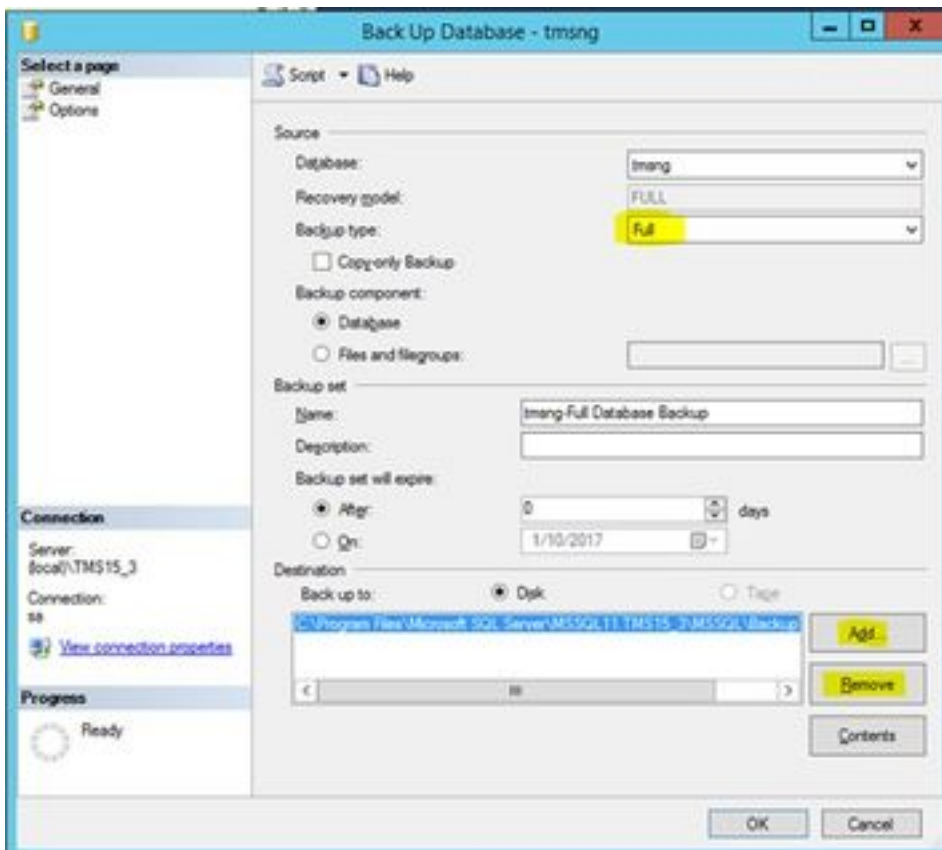 Back Up Database - tmsng
Select a page
General
Options
Script Help
Source
Database: tmsng
Recovery model: FULL
Backup type: Full
Copy-only Backup
Backup component:
Database
Files and filegroups:
...
Backup set
Name: tmsng-Full Database Backup
Description:
Backup set will expire:
After: 0 days
On: 1/10/2017
Destination
Back up to: Disk Tape
C:\Program Files\Microsoft SQL Server\MSSQL11.TMS15_3\MSSQL\Backup
Add...
Remove
Contents
Connection
Server:
(local)\TMS15_3
Connection:
sa
View connection properties
Progress
Ready
OK Cancel